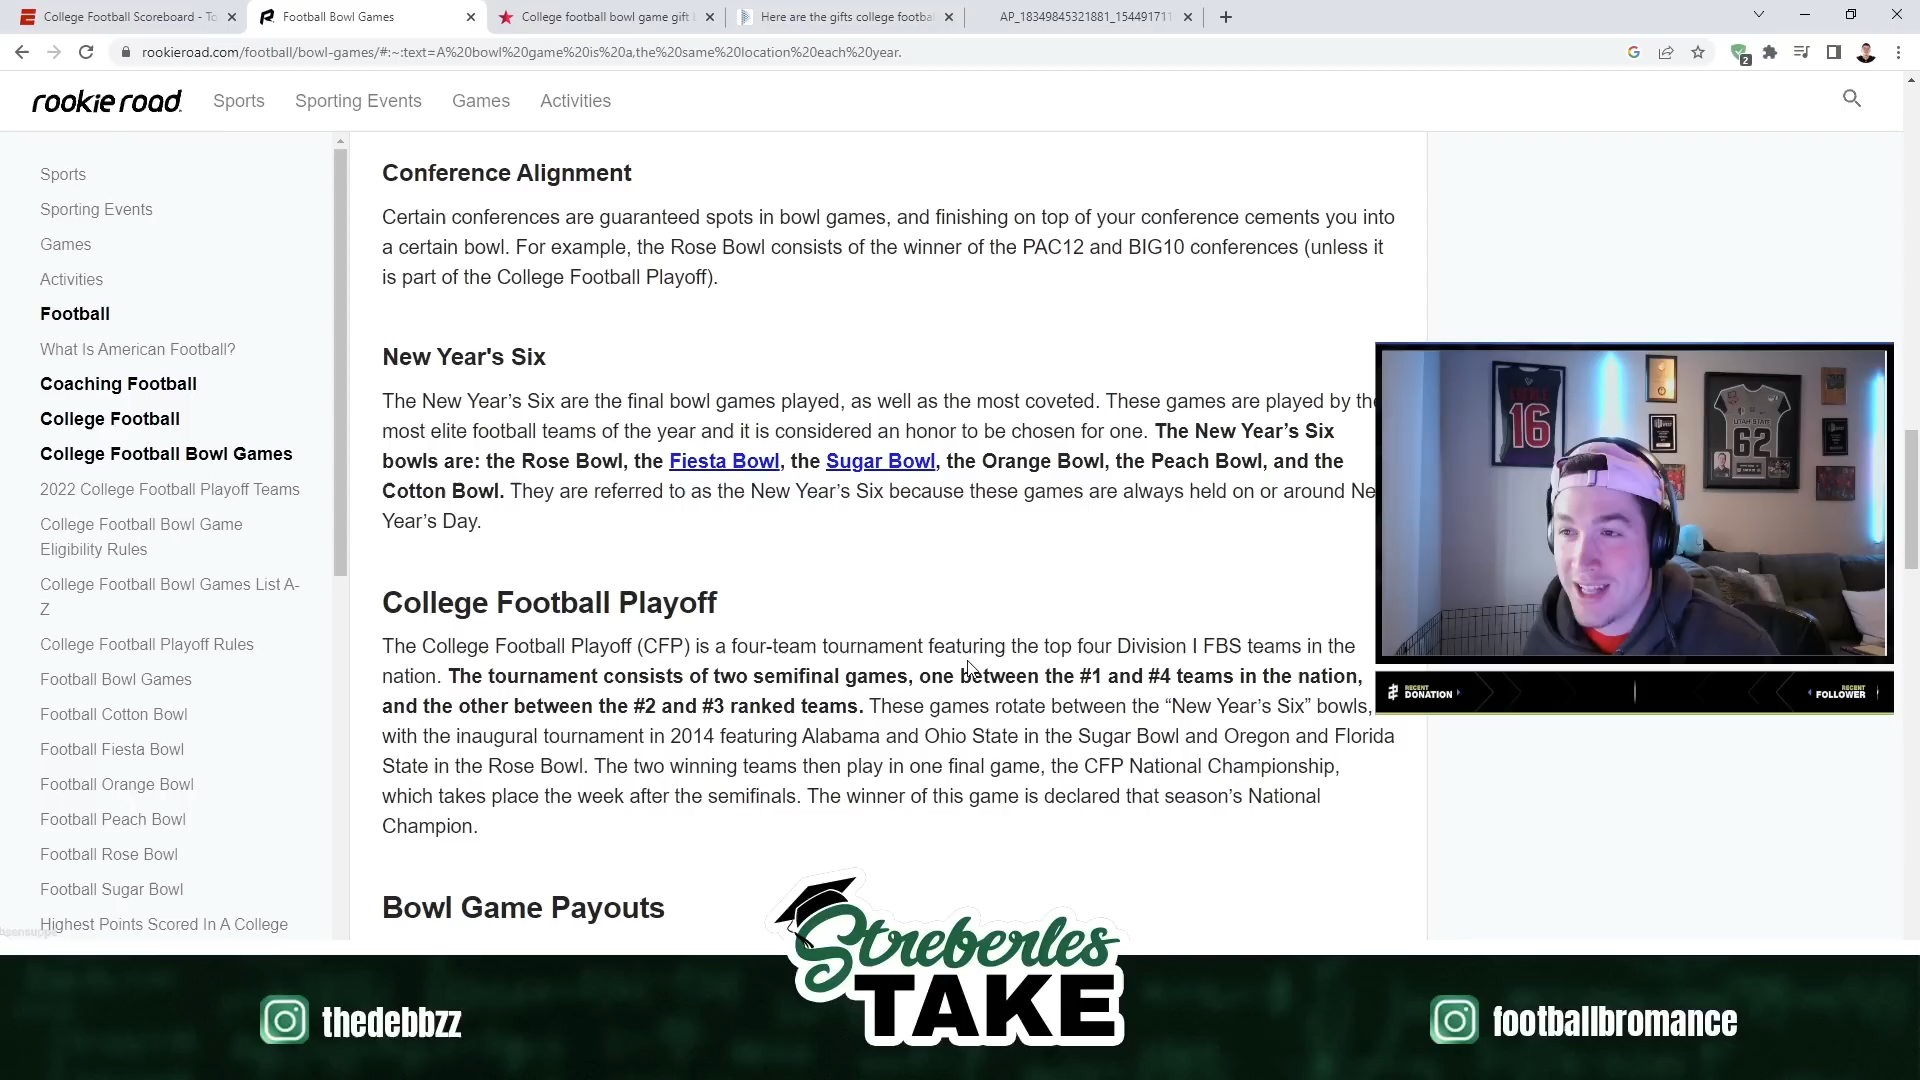 College Football Scoreboard - To
Football Bowl Games
College football bowl game gift
Here are the gifts college footba
AP_18349845321881_154491711
rookieroad.com/football/bowl-games/#:~:text=A%20bowl%20game%20is%20a,the%20same%20location%20each%20year.
2
rookie road
Sports
Sporting Events
Games
Activities
Sports
Sporting Events
Games
Activities
Football
What Is American Football?
Coaching Football
College Football
College Football Bowl Games
2022 College Football Playoff Teams
College Football Bowl Game
Eligibility Rules
College Football Bowl Games List A-
Z
College Football Playoff Rules
Football Bowl Games
Football Cotton Bowl
Football Fiesta Bowl
Football Orange Bowl
Football Peach Bowl
Football Rose Bowl
Football Sugar Bowl
Highest Points Scored In A College
Conference Alignment
Certain conferences are guaranteed spots in bowl games, and finishing on top of your conference cements you into
a certain bowl. For example, the Rose Bowl consists of the winner of the PAC12 and BIG10 conferences (unless it
is part of the College Football Playoff).
New Year's Six
The New Year’s Six are the final bowl games played, as well as the most coveted. These games are played by the
most elite football teams of the year and it is considered an honor to be chosen for one. The New Year’s Six
bowls are: the Rose Bowl, the Fiesta Bowl, the Sugar Bowl, the Orange Bowl, the Peach Bowl, and the
Cotton Bowl. They are referred to as the New Year’s Six because these games are always held on or around Ne
Year’s Day.
College Football Playoff
The College Football Playoff (CFP) is a four-team tournament featuring the top four Division I FBS teams in the
nation. The tournament consists of two semifinal games, one between the #1 and #4 teams in the nation,
and the other between the #2 and #3 ranked teams. These games rotate between the “New Year’s Six” bowls,
with the inaugural tournament in 2014 featuring Alabama and Ohio State in the Sugar Bowl and Oregon and Florida
State in the Rose Bowl. The two winning teams then play in one final game, the CFP National Championship,
which takes place the week after the semifinals. The winner of this game is declared that season’s National
Champion.
Bowl Game Payouts
16
UTAH STATE
62
RECENT
DONATION
RECENT
FOLLOWER
Streberles
TAKE
thedebbzz
footballbromance